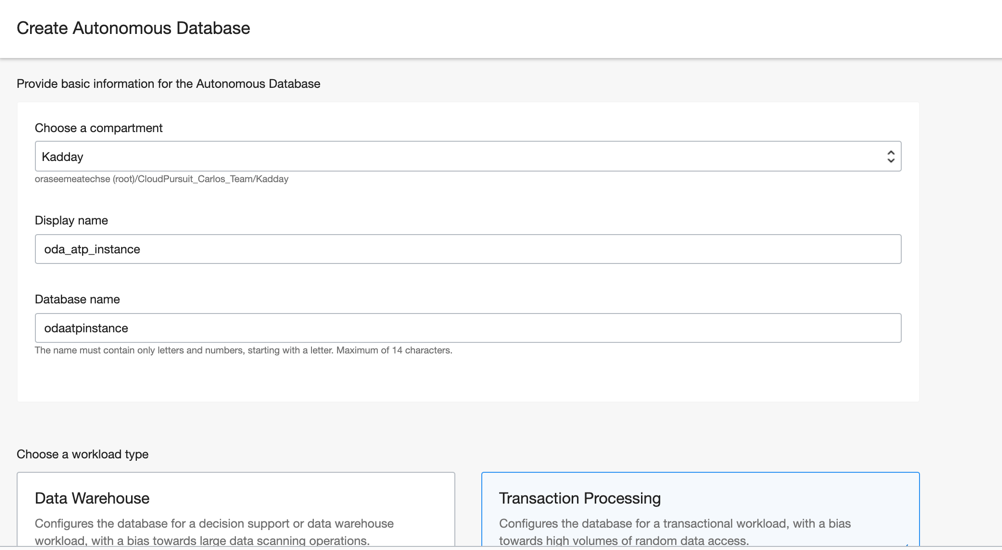 Create Autonomous Database
Provide basic information for the Autonomous Database
Choose a compartment
Kadday
oraseemeatechse (root)/CloudPursuit_Carlos_Team/Kadday
Display name
oda_atp_instance
Database name
odaatpinstance
The name must contain only letters and numbers, starting with a letter. Maximum of 14 characters.
Choose a workload type
Data Warehouse
Configures the database for a decision support or data warehouse
workload, with a bias towards large data scanning operations.
Transaction Processing
Configures the database for a transactional workload, with a bias
towards high volumes of random data access.